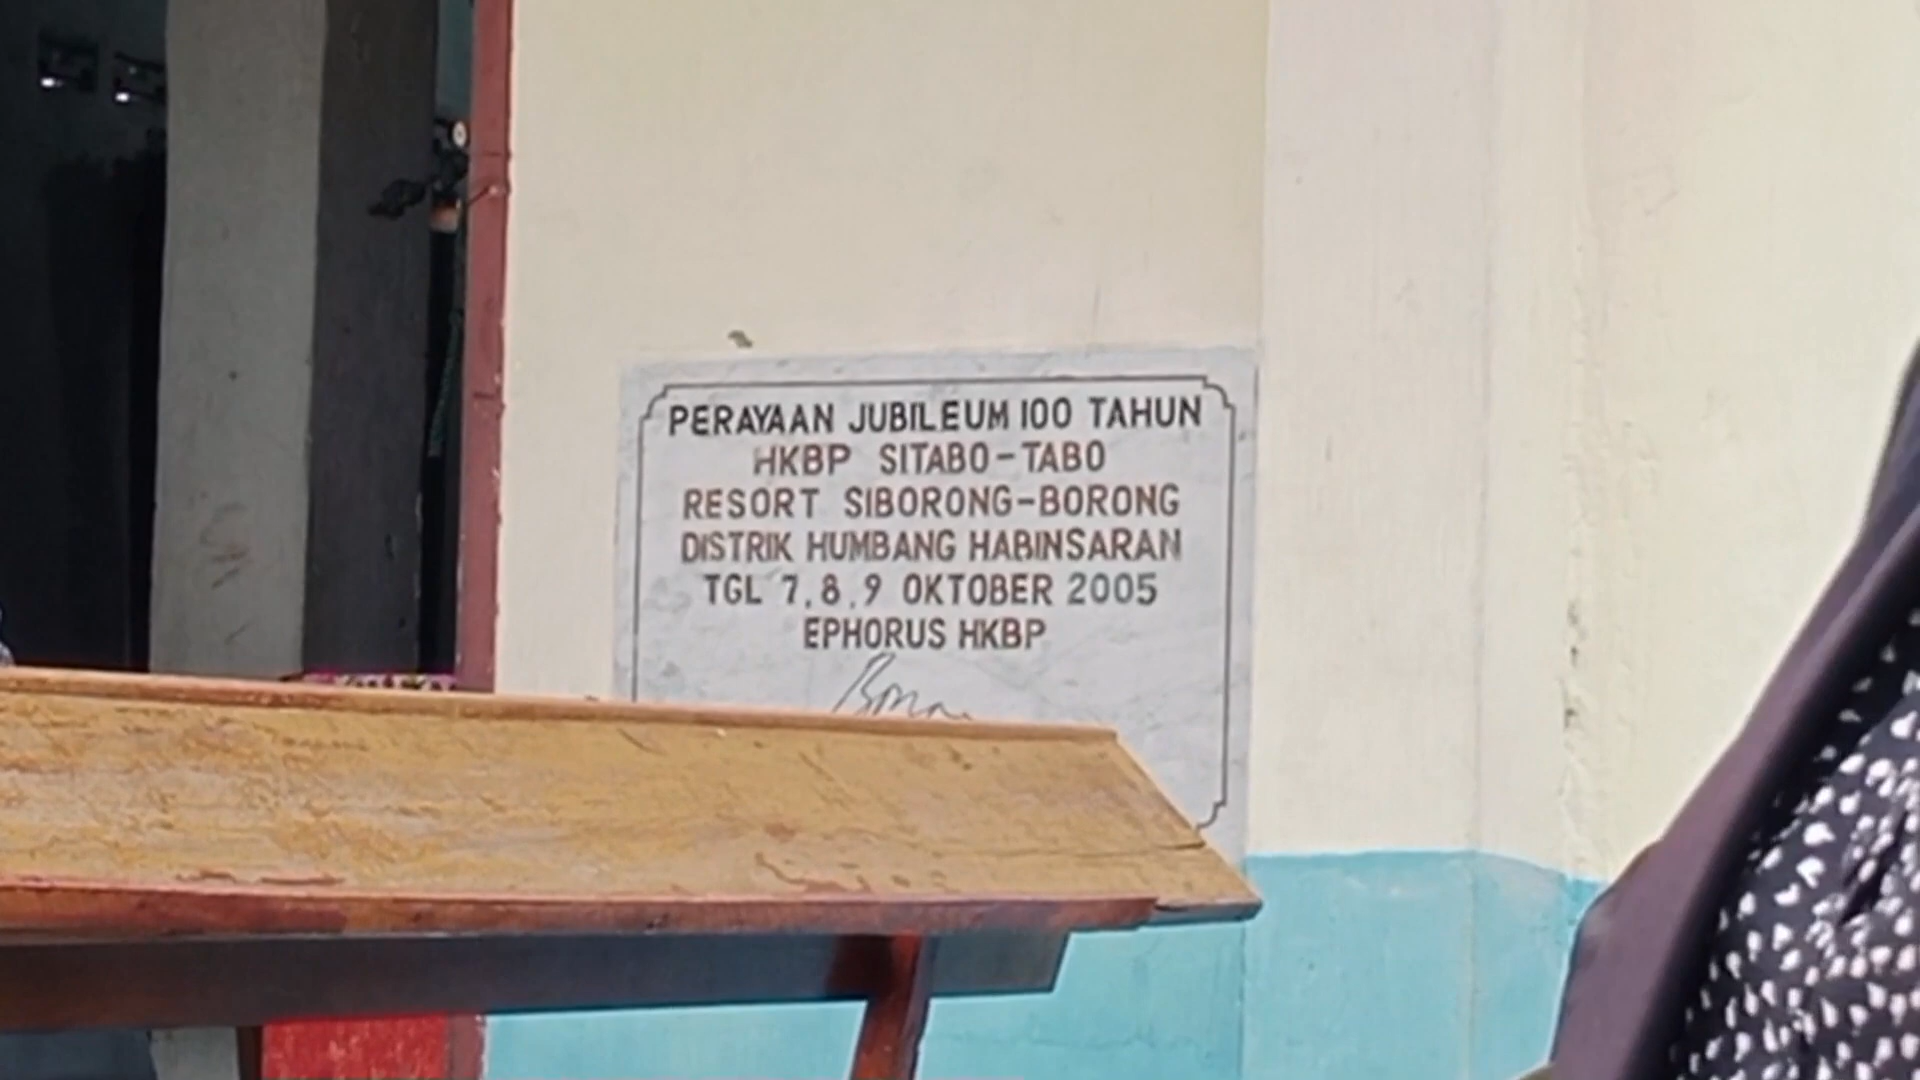 PERAYAAN JUBILEUM 100 TAHUN
HKBP SITABO-TABO
RESORT SIBORONG-BORONG
DISTRIK HUMBANG HABINSARAN
TGL 7,8,9 OKTOBER 2005
EPHORUS HKBP